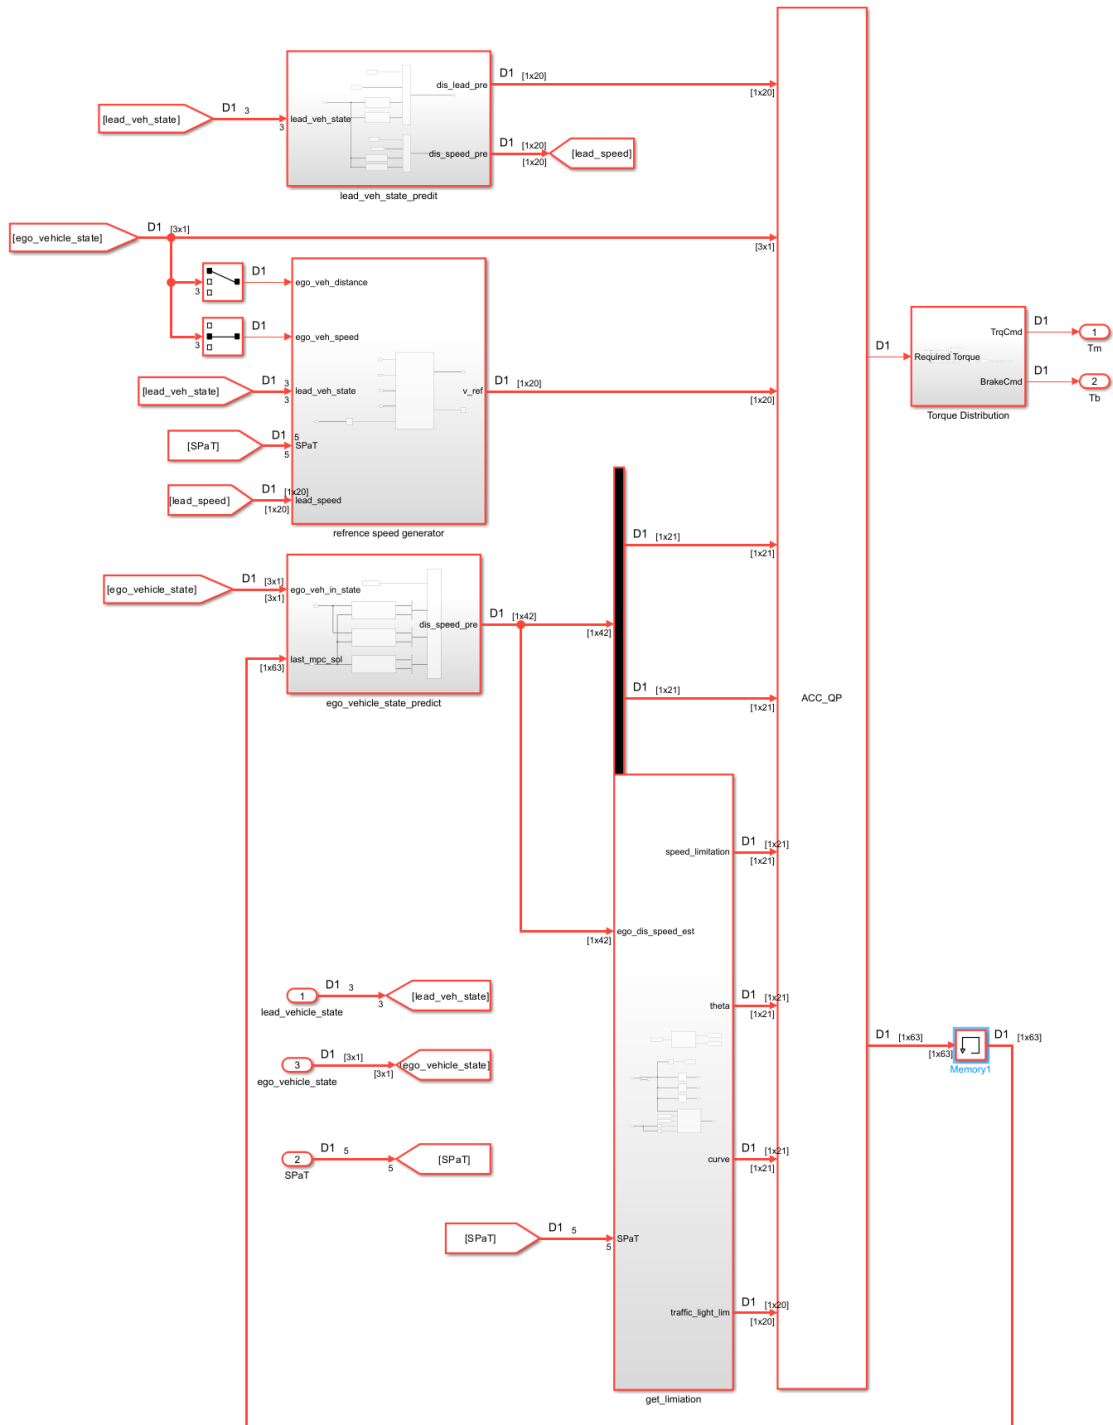 D1 [1x20]
dis_lead_pre
[1x20]
[lead_veh_state]
D1 3
3
lead_veh_state
D1 [1x20]
dis_speed_pre
[1x20]
[lead_speed]
lead_veh_state_predit
[ego_vehicle_state]
D1 [3x1]
[3x1]
3
D1
ego_veh_distance
3
D1
ego_veh_speed
[lead_veh_state]
D1 3
3
lead_veh_state
v_ref
D1 [1x20]
[1x20]
[SPaT]
D1 5
5
SPaT
[lead_speed]
D1 [1x20]
[1x20]
lead_speed
refrence speed generator
D1
Required Torque
TrqCmd
D1
1
Tm
BrakeCmd
D1
2
Tb
Torque Distribution
D1 [1x21]
[1x21]
[ego_vehicle_state]
D1 [3x1]
[3x1]
ego_veh_in_state
dis_speed_pre
D1 [1x42]
[1x42]
last_mpc_sol
[1x63]
ego_vehicle_state_predict
D1 [1x21]
[1x21]
ACC_QP
speed_limitation
D1 [1x21]
[1x21]
ego_dis_speed_est
[1x42]
1
lead_vehicle_state
D1 3
3
[lead_veh_state]
theta
D1 [1x21]
[1x21]
3
ego_vehicle_state
D1 [3x1]
[3x1]
[ego_vehicle_state]
D1 [1x63]
[1x63]
D1 [1x63]
Memory1
2
SPaT
D1 5
5
[SPaT]
curve
D1 [1x21]
[1x21]
[SPaT]
D1 5
5
SPaT
traffic_light_lim
D1 [1x20]
[1x20]
get_limiation